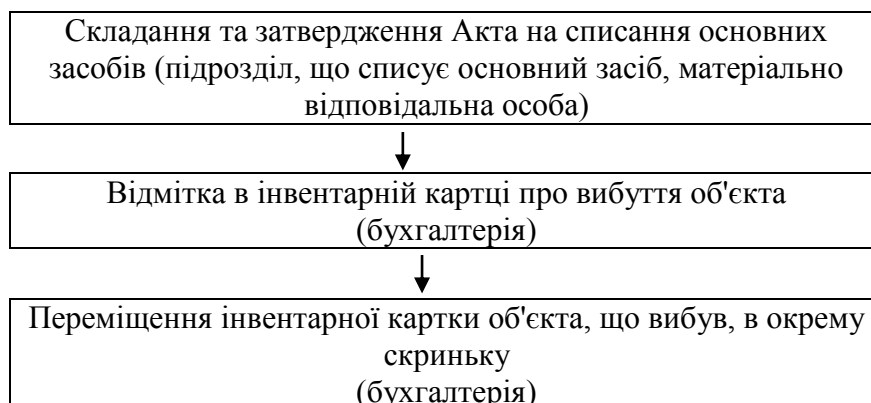 Складання та затвердження Акта на списання основних
засобів (підрозділ, що списує основний засіб, матеріально
відповідальна особа)
Відмітка в інвентарній картці про вибуття об'єкта
(бухгалтерія)
Переміщення інвентарної картки об'єкта, що вибув, в окрему
скриньку
(бухгалтерія)